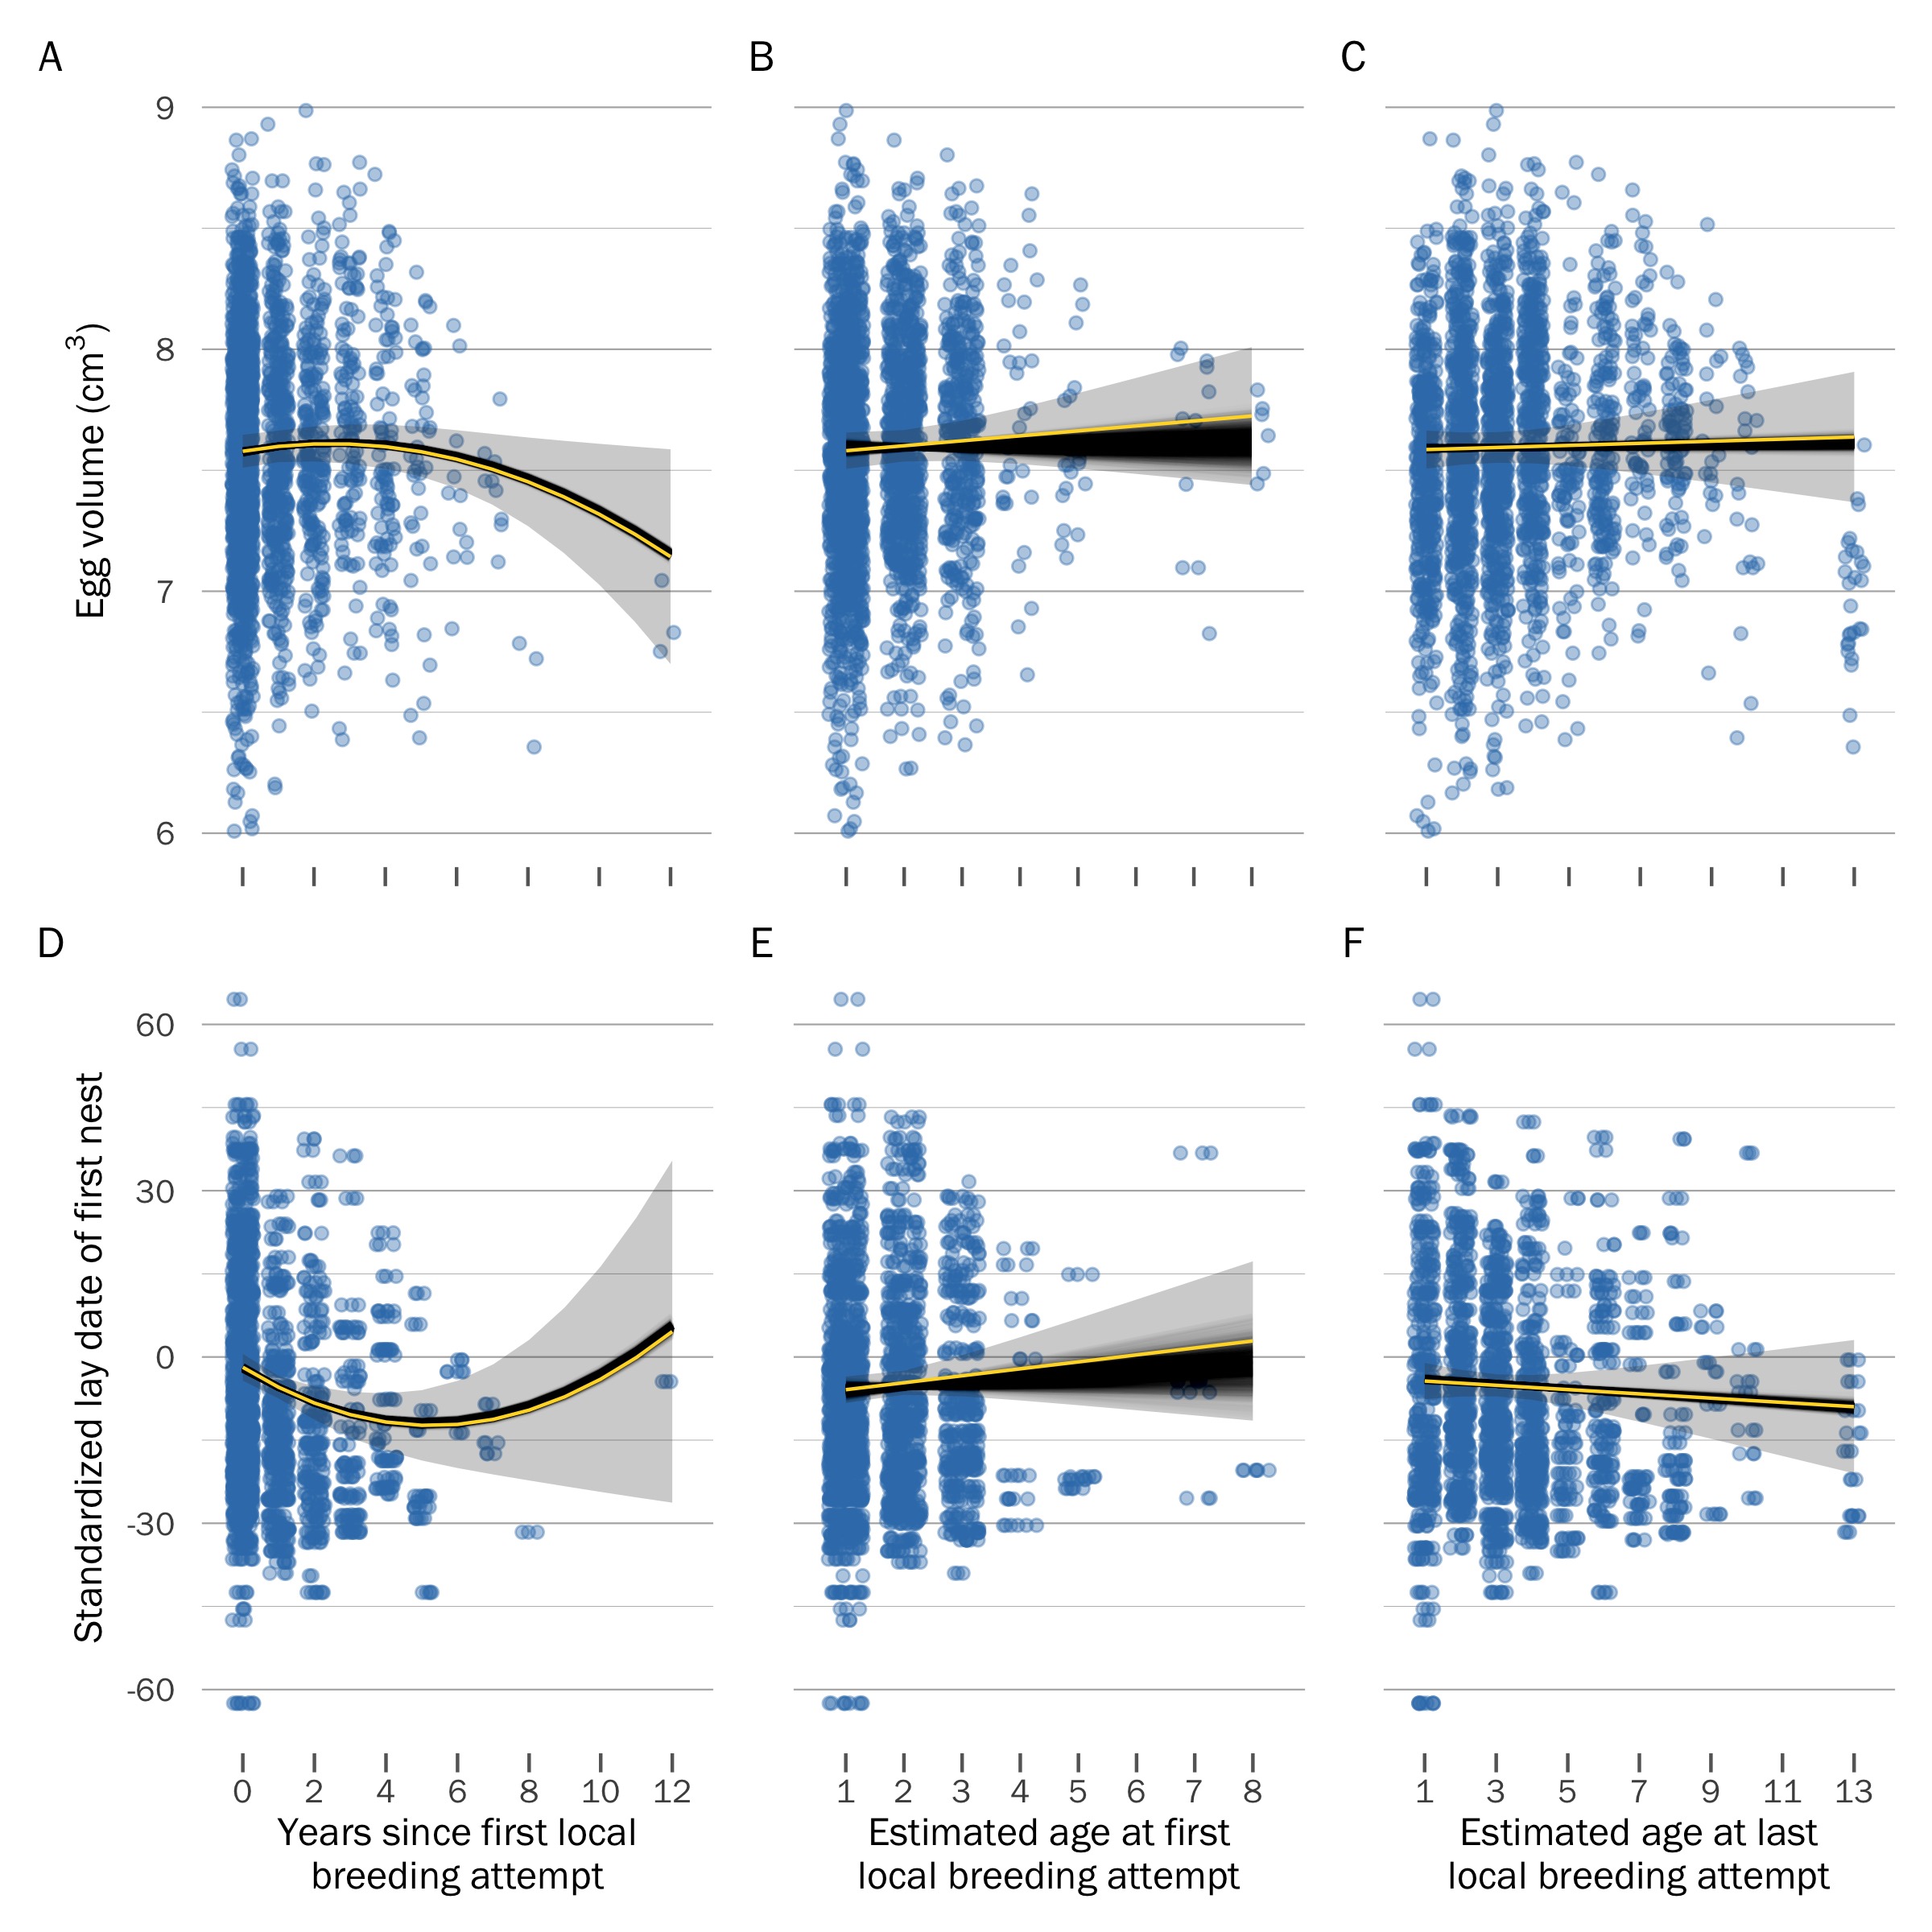 A
B
C
Egg volume (cm3)
9
8
7
6
D
E
F
Standardized lay date of first nest
60
30
0
-30
-60
0 2 4 6 8 10 12
1 2 3 4 5 6 7 8
1 3 5 7 9 11 13
Years since first local
breeding attempt
Estimated age at first
local breeding attempt
Estimated age at last
local breeding attempt